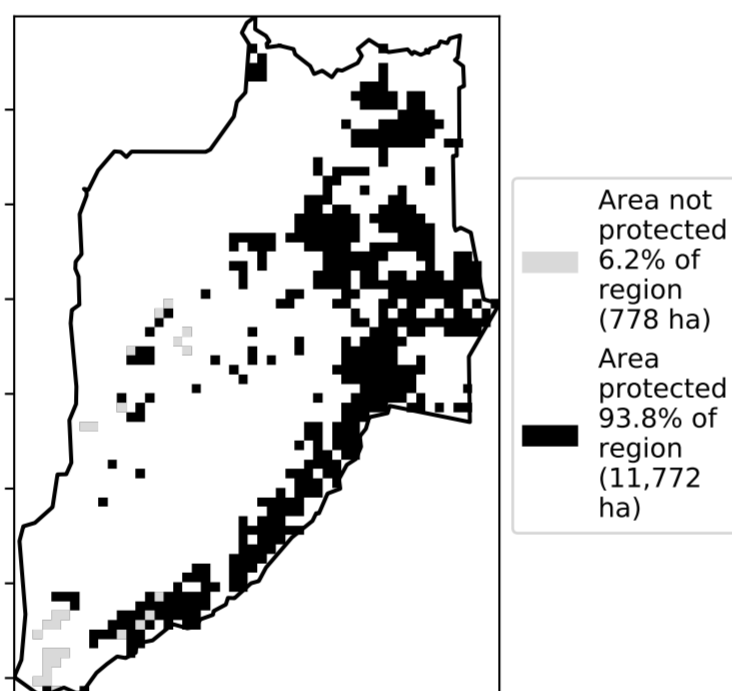 Area not
protected
6.2% of
region
(778 ha)
Area
protected
93.8% of
region
(11,772
ha)